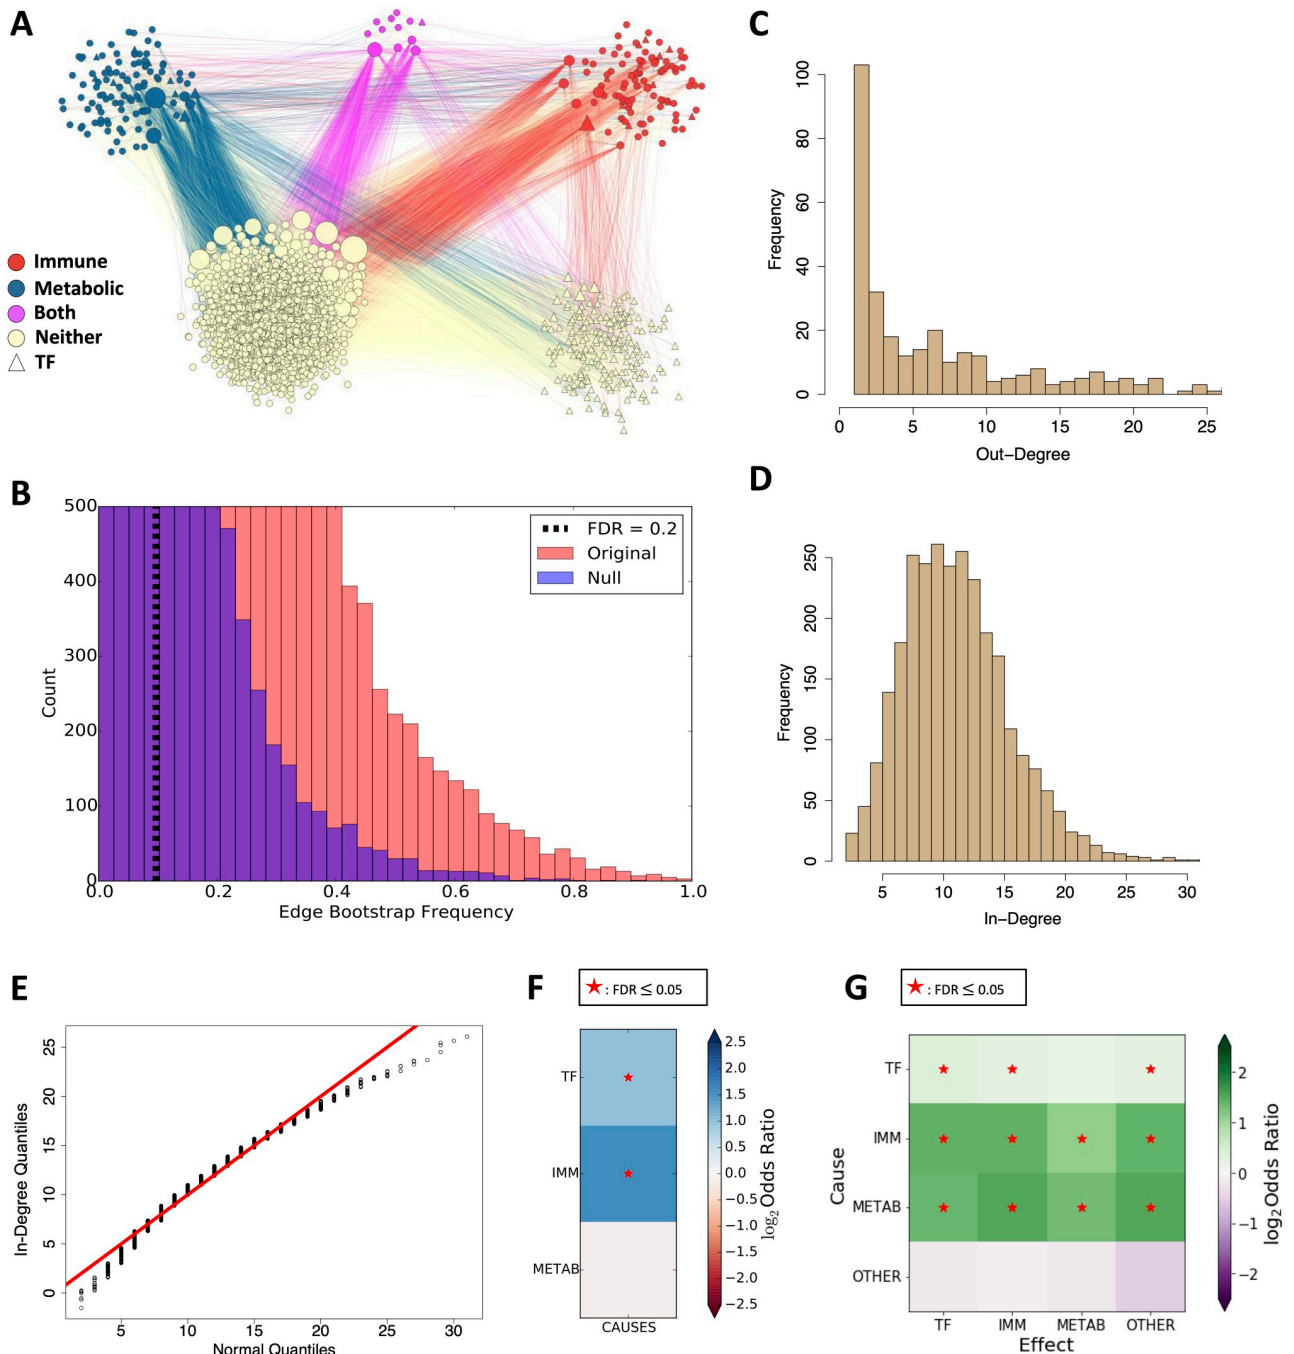 A
Immune
Metabolic
Both
Neither
TF
C
Frequency
0
20
40
60
80
100
0 5 10 15 20 25
Out−Degree
B
500
400
300
200
100
0
Count
FDR = 0.2
Original
Null
0.0 0.2 0.4 0.6 0.8 1.0
Edge Bootstrap Frequency
D
Frequency
0
50
100
150
200
250
5 10 15 20 25 30
In−Degree
E
In−Degree Quantiles
0
5
10
15
20
25
5 10 15 20 25 30
Normal Quantiles
F
★: FDR ≤ 0.05
TF
IMM
METAB
CAUSES
2.5
2.0
1.5
1.0
0.5
0.0
−0.5
−1.0
−1.5
−2.0
−2.5
log₂Odds Ratio
G
★: FDR ≤ 0.05
Cause
TF
IMM
METAB
OTHER
TF IMM METAB OTHER
Effect
2
1
0
−1
−2
log₂Odds Ratio